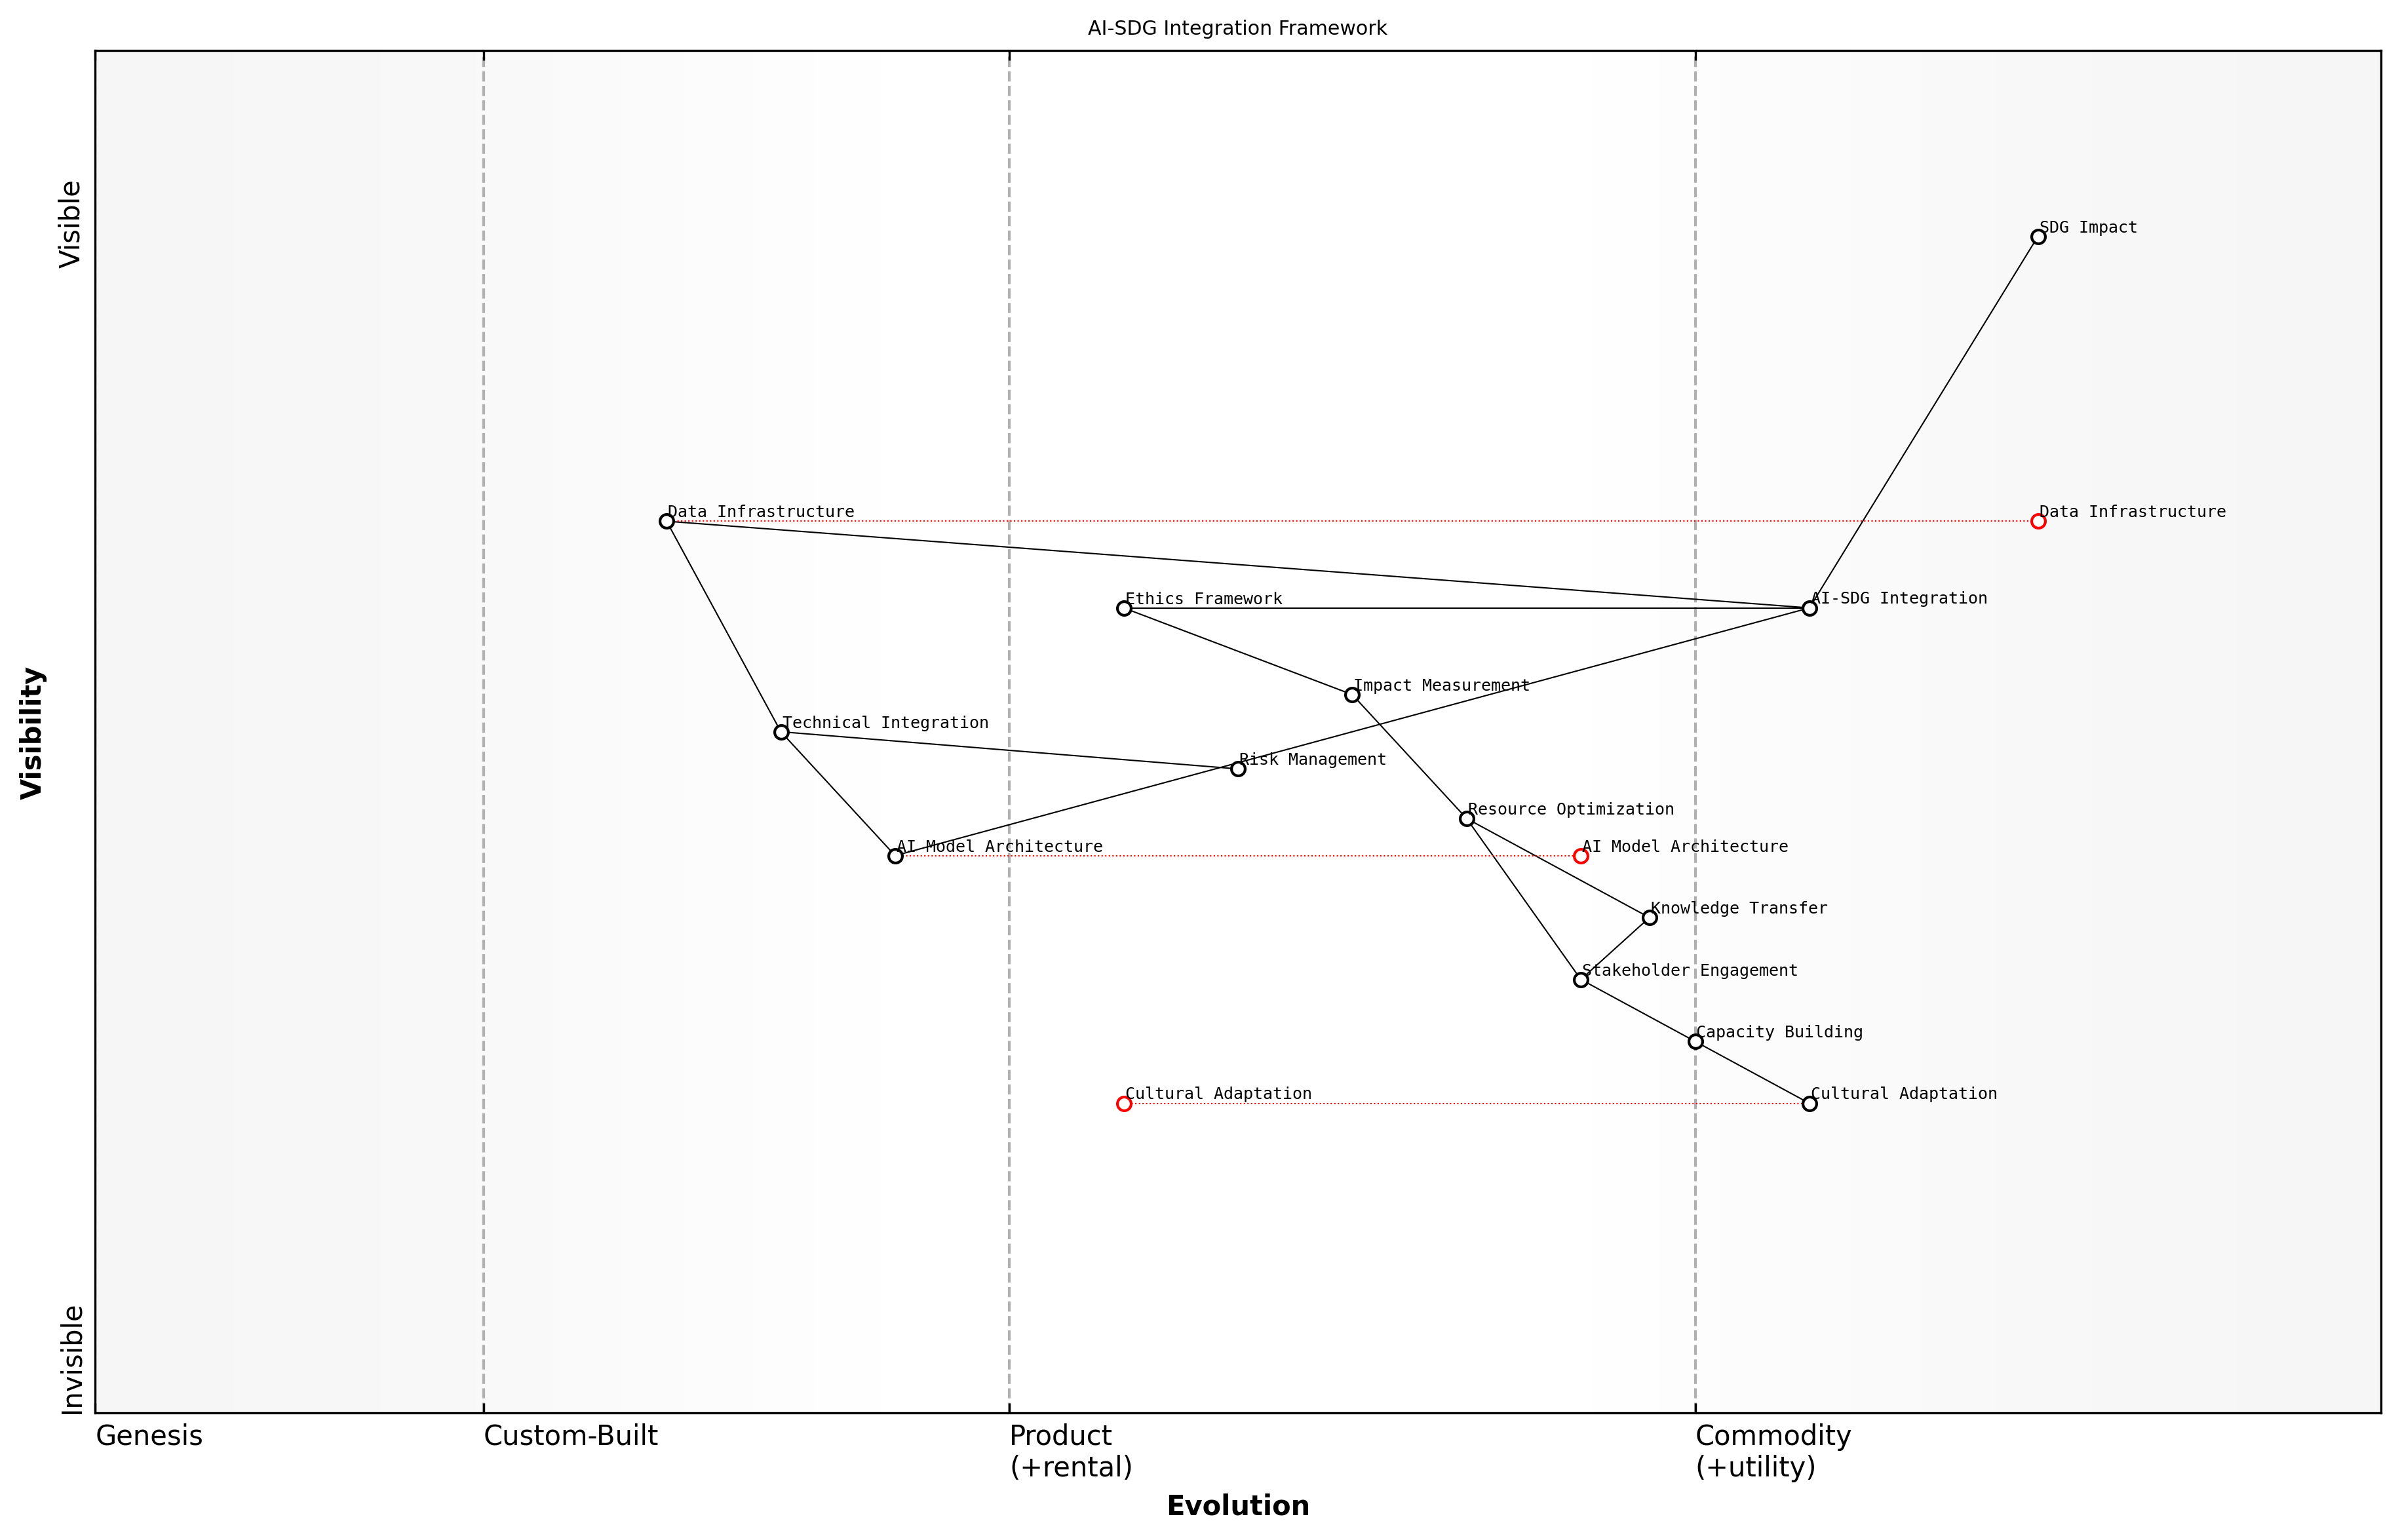 AI-SDG Integration Framework
Visible
SDG Impact
Data Infrastructure
Data Infrastructure
Ethics Framework
AI-SDG Integration
Impact Measurement
Visibility
Technical Integration
Risk Management
Resource Optimization
AI Model Architecture
AI Model Architecture
Knowledge Transfer
Stakeholder Engagement
Capacity Building
Cultural Adaptation
Cultural Adaptation
Invisible
Genesis
Custom-Built
Product
(+rental)
Commodity
(+utility)
Evolution